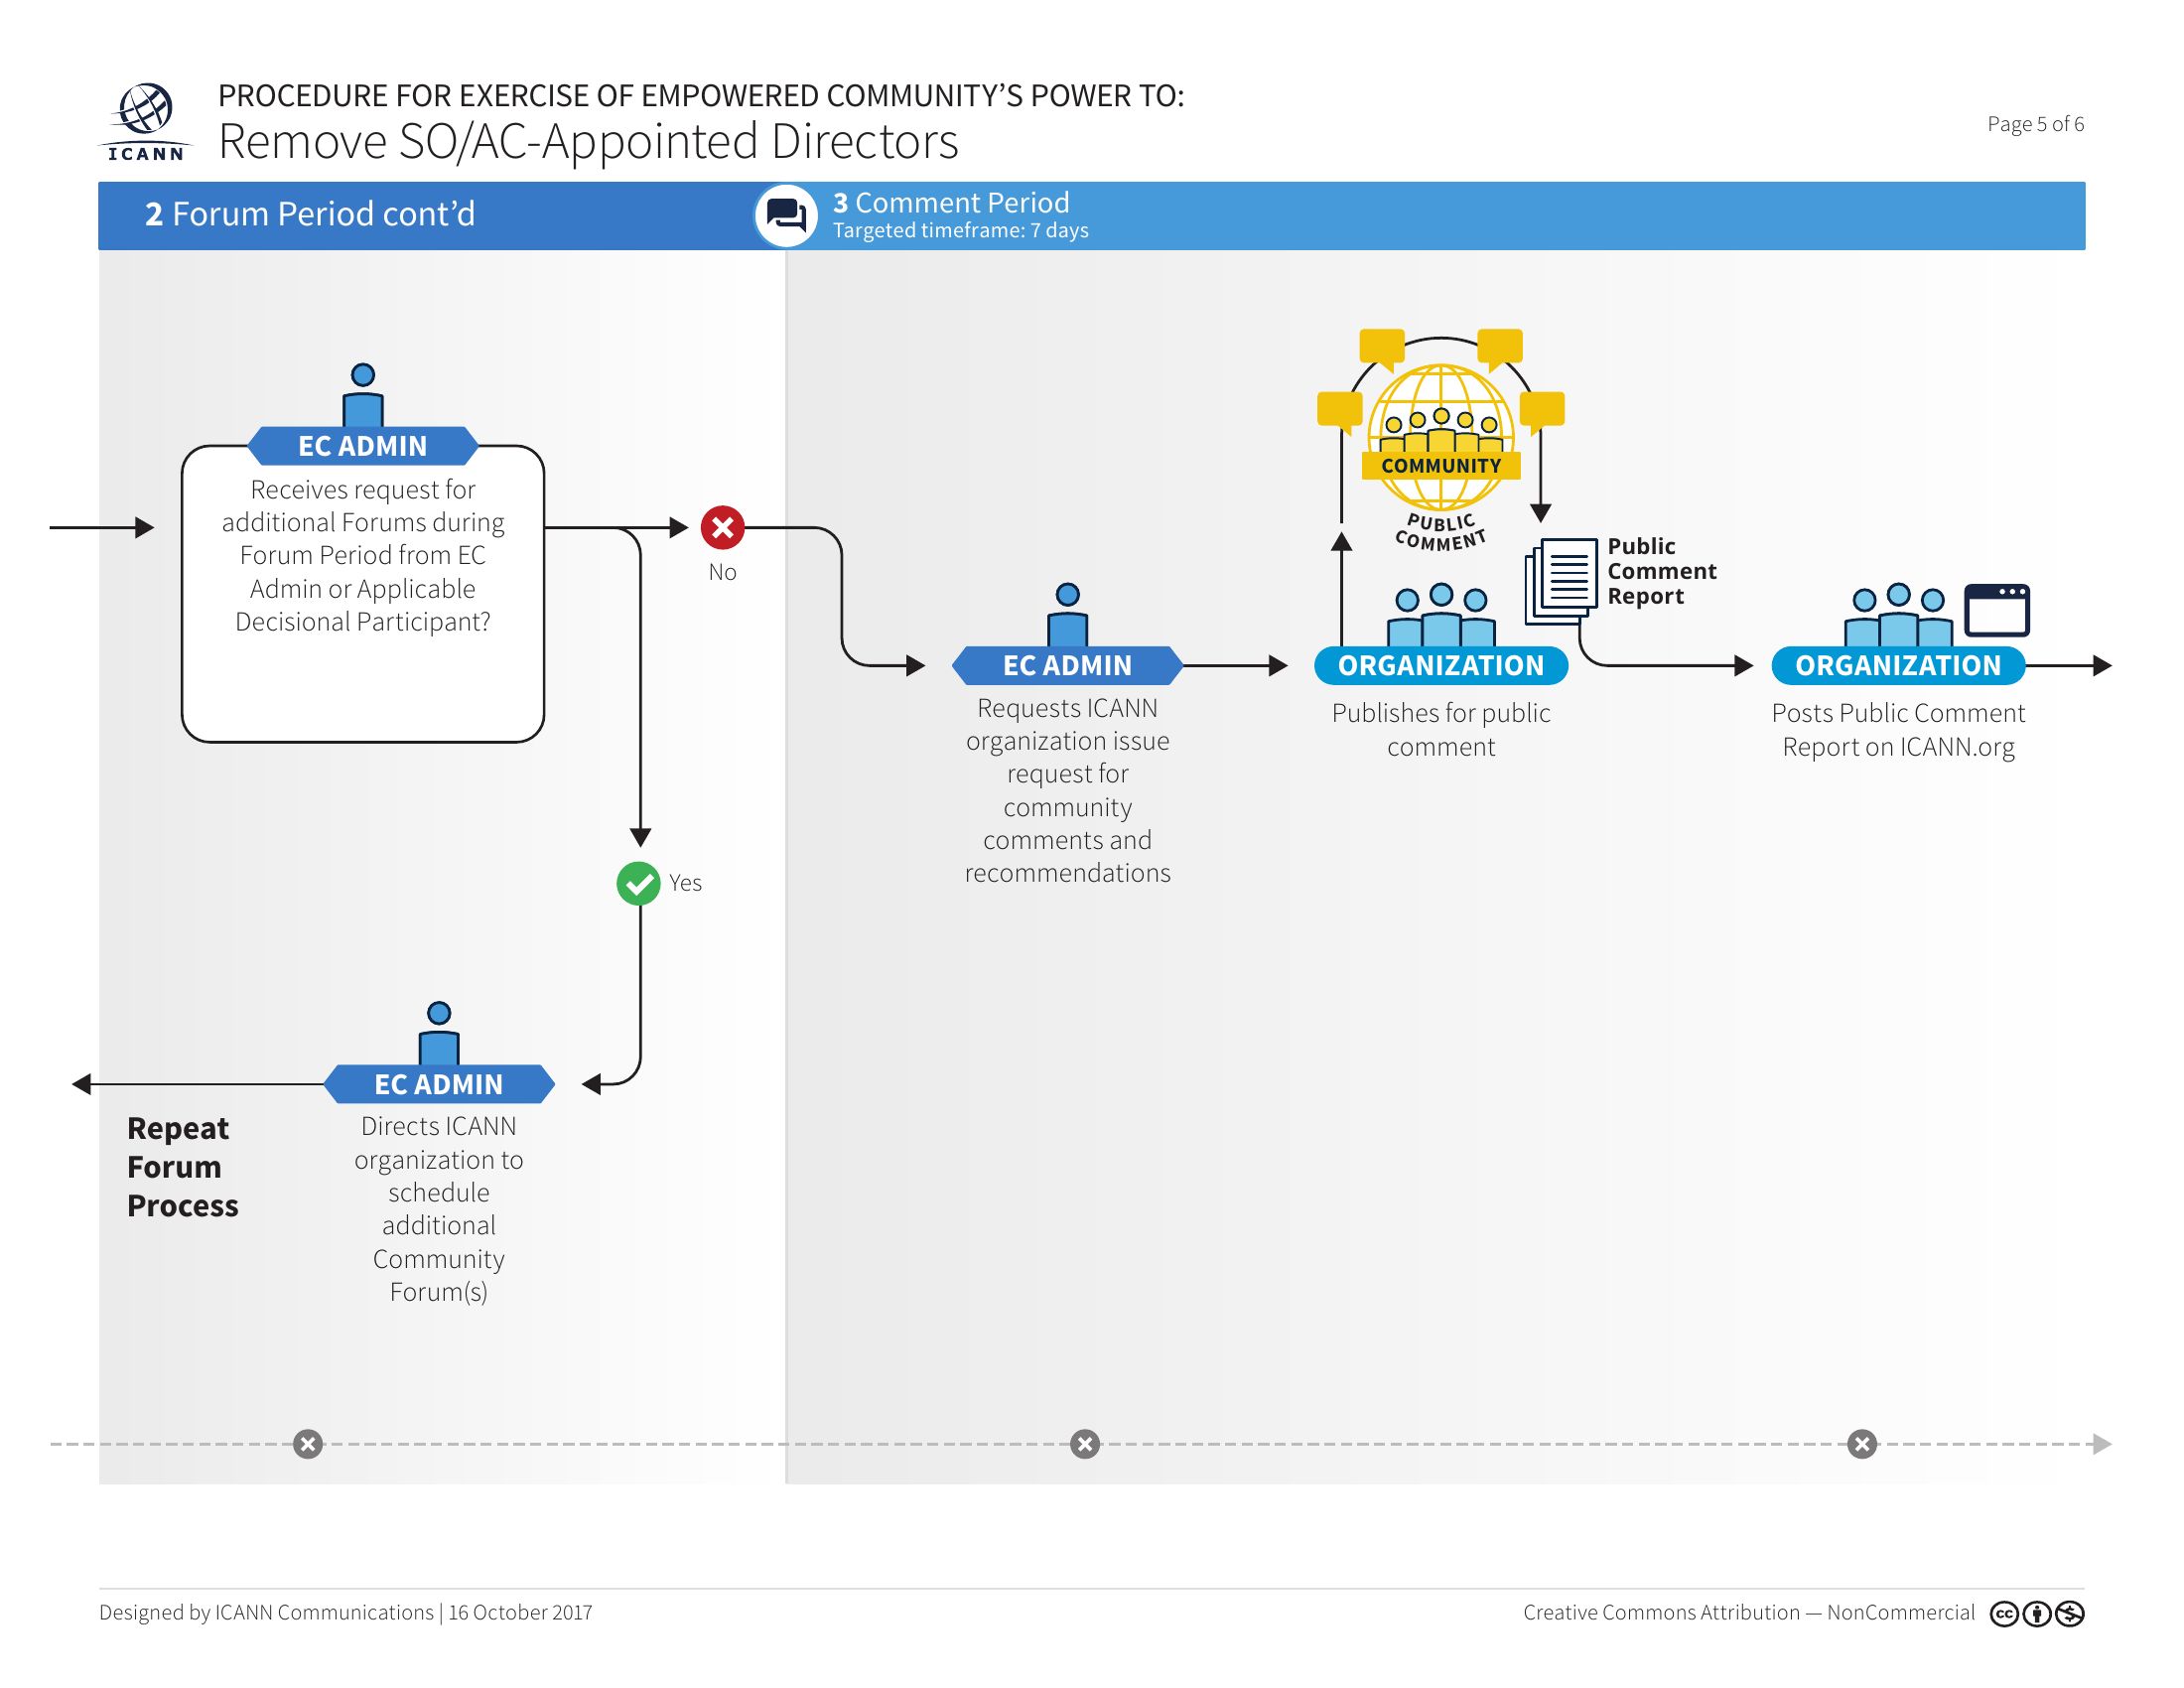 ICANN
PROCEDURE FOR EXERCISE OF EMPOWERED COMMUNITY’S POWER TO:
Remove SO/AC-Appointed Directors
Page 5 of 6
2 Forum Period cont’d
3 Comment Period
Targeted timeframe: 7 days
EC ADMIN
Receives request for
additional Forums during
Forum Period from EC
Admin or Applicable
Decisional Participant?
No
Yes
EC ADMIN
Directs ICANN
organization to
schedule
additional
Community
Forum(s)
Repeat
Forum
Process
EC ADMIN
Requests ICANN
organization issue
request for
community
comments and
recommendations
COMMUNITY
PUBLIC
COMMENT
ORGANIZATION
Publishes for public
comment
Public
Comment
Report
ORGANIZATION
Posts Public Comment
Report on ICANN.org
Designed by ICANN Communications | 16 October 2017
Creative Commons Attribution — NonCommercial
cc